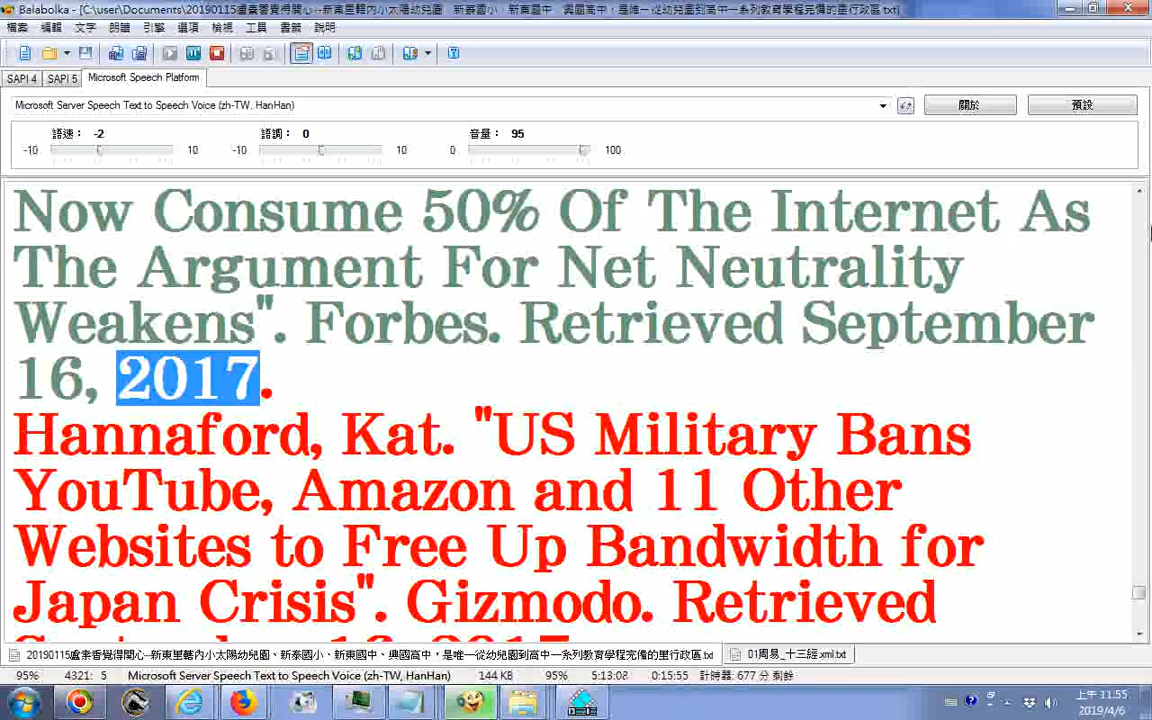 Balabolka - [C:\user\Documents\20190115盧索香覺得開心--新東里轄內小太陽幼兒園、新泰國小、新東國中、興國高中，是唯一從幼兒園到高中一系列教育學程完備的里行政區.txt]
檔案 編輯 文字 朗讀 引擎 選項 檢視 工具 書籤 說明
SAPI 4 SAPI 5 Microsoft Speech Platform
Microsoft Server Speech Text to Speech Voice (zh-TW, HanHan) 關於 預設
語速： -2 語調： 0 音量： 95
-10 10 -10 10 0 100
Now Consume 50% Of The Internet As
The Argument For Net Neutrality
Weakens". Forbes. Retrieved September
16, 2017.
Hannaford, Kat. "US Military Bans
YouTube, Amazon and 11 Other
Websites to Free Up Bandwidth for
Japan Crisis". Gizmodo. Retrieved
September 16, 2017
20190115盧索香覺得開心--新東里轄內小太陽幼兒園、新泰國小、新東國中、興國高中，是唯一從幼兒園到高中一系列教育學程完備的里行政區.txt 01周易_十三經.xml.txt
95% 4321: 5 Microsoft Server Speech Text to Speech Voice (zh-TW, HanHan) 144 KB 95% 5:13:08 0:15:55 計時器: 677 分 剩餘
上午 11:55
2019/4/6